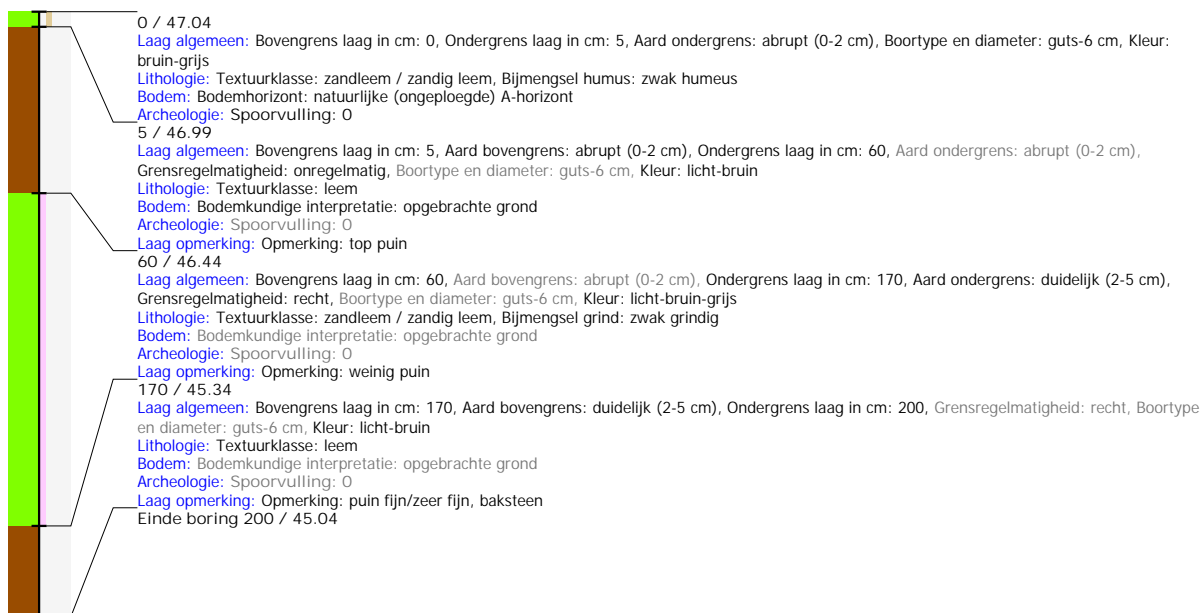 0 / 47.04
Laag algemeen: Bovengrens laag in cm: 0, Ondergrens laag in cm: 5, Aard ondergrens: abrupt (0-2 cm), Boortype en diameter: guts-6 cm, Kleur:
bruin-grijs
Lithologie: Textuurklasse: zandleem / zandig leem, Bijmengsel humus: zwak humeus
Bodem: Bodemhorizont: natuurlijke (ongeploegde) A-horizont
Archeologie: Spoorvulling: 0
5 / 46.99
Laag algemeen: Bovengrens laag in cm: 5, Aard bovengrens: abrupt (0-2 cm), Ondergrens laag in cm: 60, Aard ondergrens: abrupt (0-2 cm),
Grensregelmatigheid: onregelmatig, Boortype en diameter: guts-6 cm, Kleur: licht-bruin
Lithologie: Textuurklasse: leem
Bodem: Bodemkundige interpretatie: opgebrachte grond
Archeologie: Spoorvulling: 0
Laag opmerking: Opmerking: top puin
60 / 46.44
Laag algemeen: Bovengrens laag in cm: 60, Aard bovengrens: abrupt (0-2 cm), Ondergrens laag in cm: 170, Aard ondergrens: duidelijk (2-5 cm),
Grensregelmatigheid: recht, Boortype en diameter: guts-6 cm, Kleur: licht-bruin-grijs
Lithologie: Textuurklasse: zandleem / zandig leem, Bijmengsel grind: zwak grindig
Bodem: Bodemkundige interpretatie: opgebrachte grond
Archeologie: Spoorvulling: 0
Laag opmerking: Opmerking: weinig puin
170 / 45.34
Laag algemeen: Bovengrens laag in cm: 170, Aard bovengrens: duidelijk (2-5 cm), Ondergrens laag in cm: 200, Grensregelmatigheid: recht, Boortype
en diameter: guts-6 cm, Kleur: licht-bruin
Lithologie: Textuurklasse: leem
Bodem: Bodemkundige interpretatie: opgebrachte grond
Archeologie: Spoorvulling: 0
Laag opmerking: Opmerking: puin fijn/zeer fijn, baksteen
Einde boring 200 / 45.04